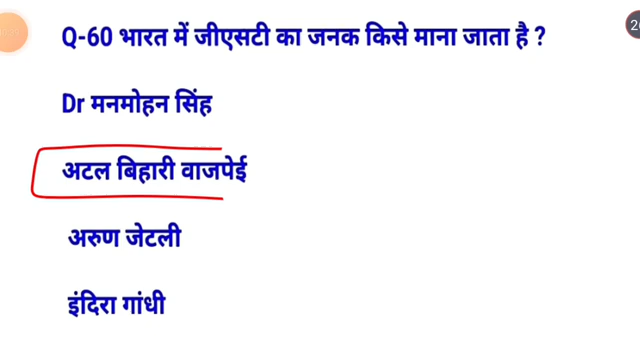 Q-60 भारत में जीएसटी का जनक किसे माना जाता है ?
Dr मनमोहन सिंह
अटल बिहारी वाजपेई
अरुण जेटली
इंदिरा गांधी